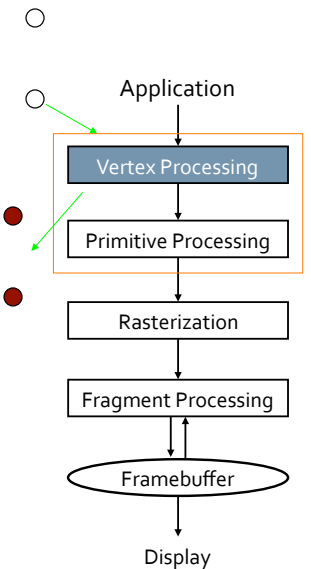 Application
Vertex Processing
Primitive Processing
Rasterization
Fragment Processing
Framebuffer
Display